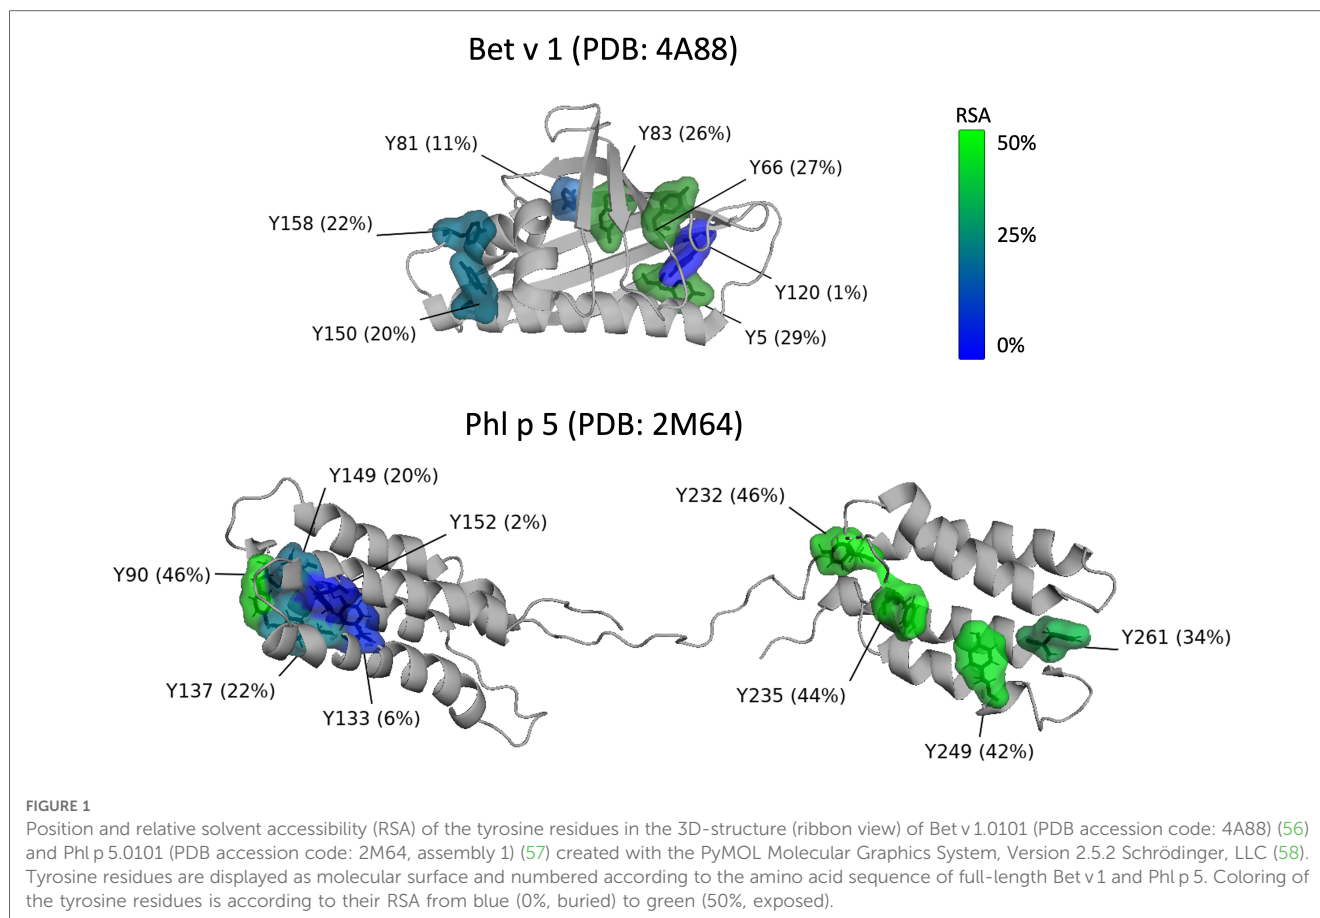 Bet v 1 (PDB: 4A88)
RSA
50%
25%
0%
Y81 (11%)
Y83 (26%)
Y66 (27%)
Y158 (22%)
Y120 (1%)
Y150 (20%)
Y5 (29%)
Phl p 5 (PDB: 2M64)
Y149 (20%)
Y232 (46%)
Y152 (2%)
Y90 (46%)
Y261 (34%)
Y137 (22%)
Y235 (44%)
Y133 (6%)
Y249 (42%)
FIGURE 1
Position and relative solvent accessibility (RSA) of the tyrosine residues in the 3D-structure (ribbon view) of Bet v 1.0101 (PDB accession code: 4A88) (56)
and Phl p 5.0101 (PDB accession code: 2M64, assembly 1) (57) created with the PyMOL Molecular Graphics System, Version 2.5.2 Schrödinger, LLC (58).
Tyrosine residues are displayed as molecular surface and numbered according to the amino acid sequence of full-length Bet v 1 and Phl p 5. Coloring of
the tyrosine residues is according to their RSA from blue (0%, buried) to green (50%, exposed).